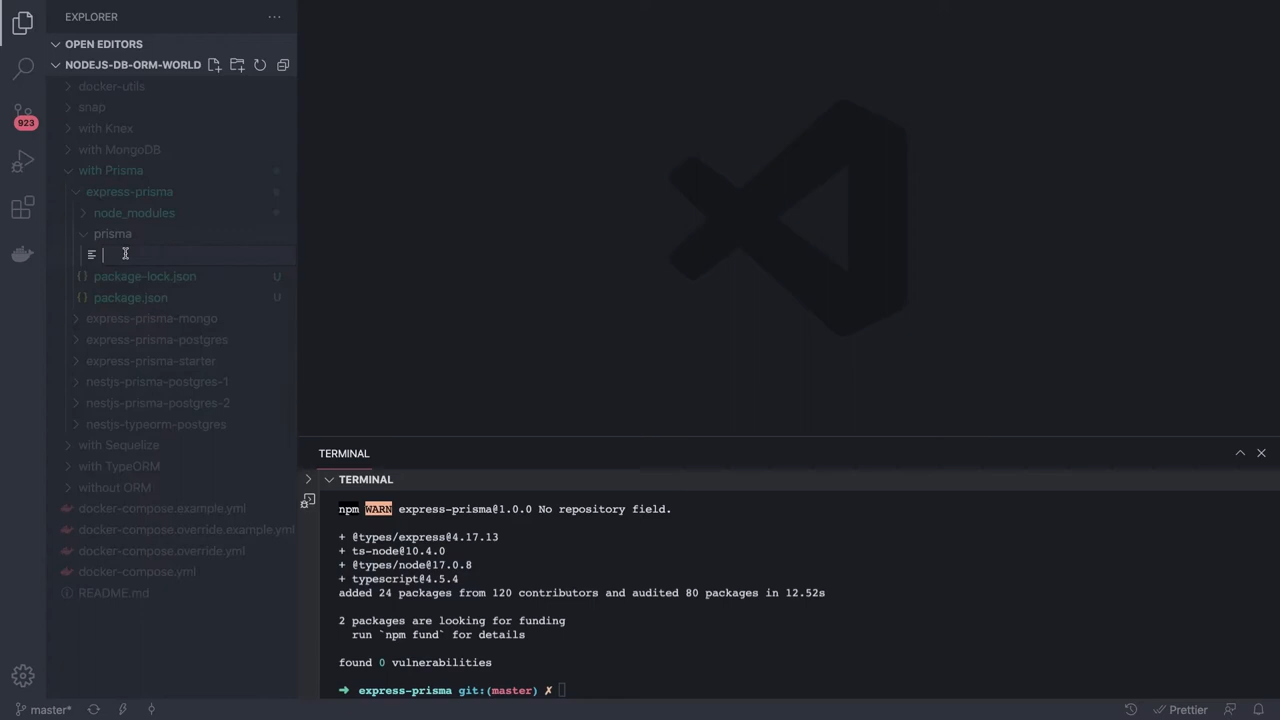 EXPLORER
OPEN EDITORS
NODEJS-DB-ORM-WORLD
docker-utils
snap
with Knex
923
with MongoDB
with Prisma
express-prisma
node_modules
prisma
package-lock.json U
package.json U
express-prisma-mongo
express-prisma-postgres
express-prisma-starter
nestjs-prisma-postgres-1
nestjs-prisma-postgres-2
nestjs-typeorm-postgres
with Sequelize
with TypeORM
without ORM
docker-compose.example.yml
docker-compose.override.example.yml
docker-compose.override.yml
docker-compose.yml
README.md
TERMINAL
TERMINAL
npm WARN express-prisma@1.0.0 No repository field.
+ @types/express@4.17.13
+ ts-node@10.4.0
+ @types/node@17.0.8
+ typescript@4.5.4
added 24 packages from 120 contributors and audited 80 packages in 12.52s
2 packages are looking for funding
run `npm fund` for details
found 0 vulnerabilities
➜ express-prisma git:(master) ✗
master*
Prettier